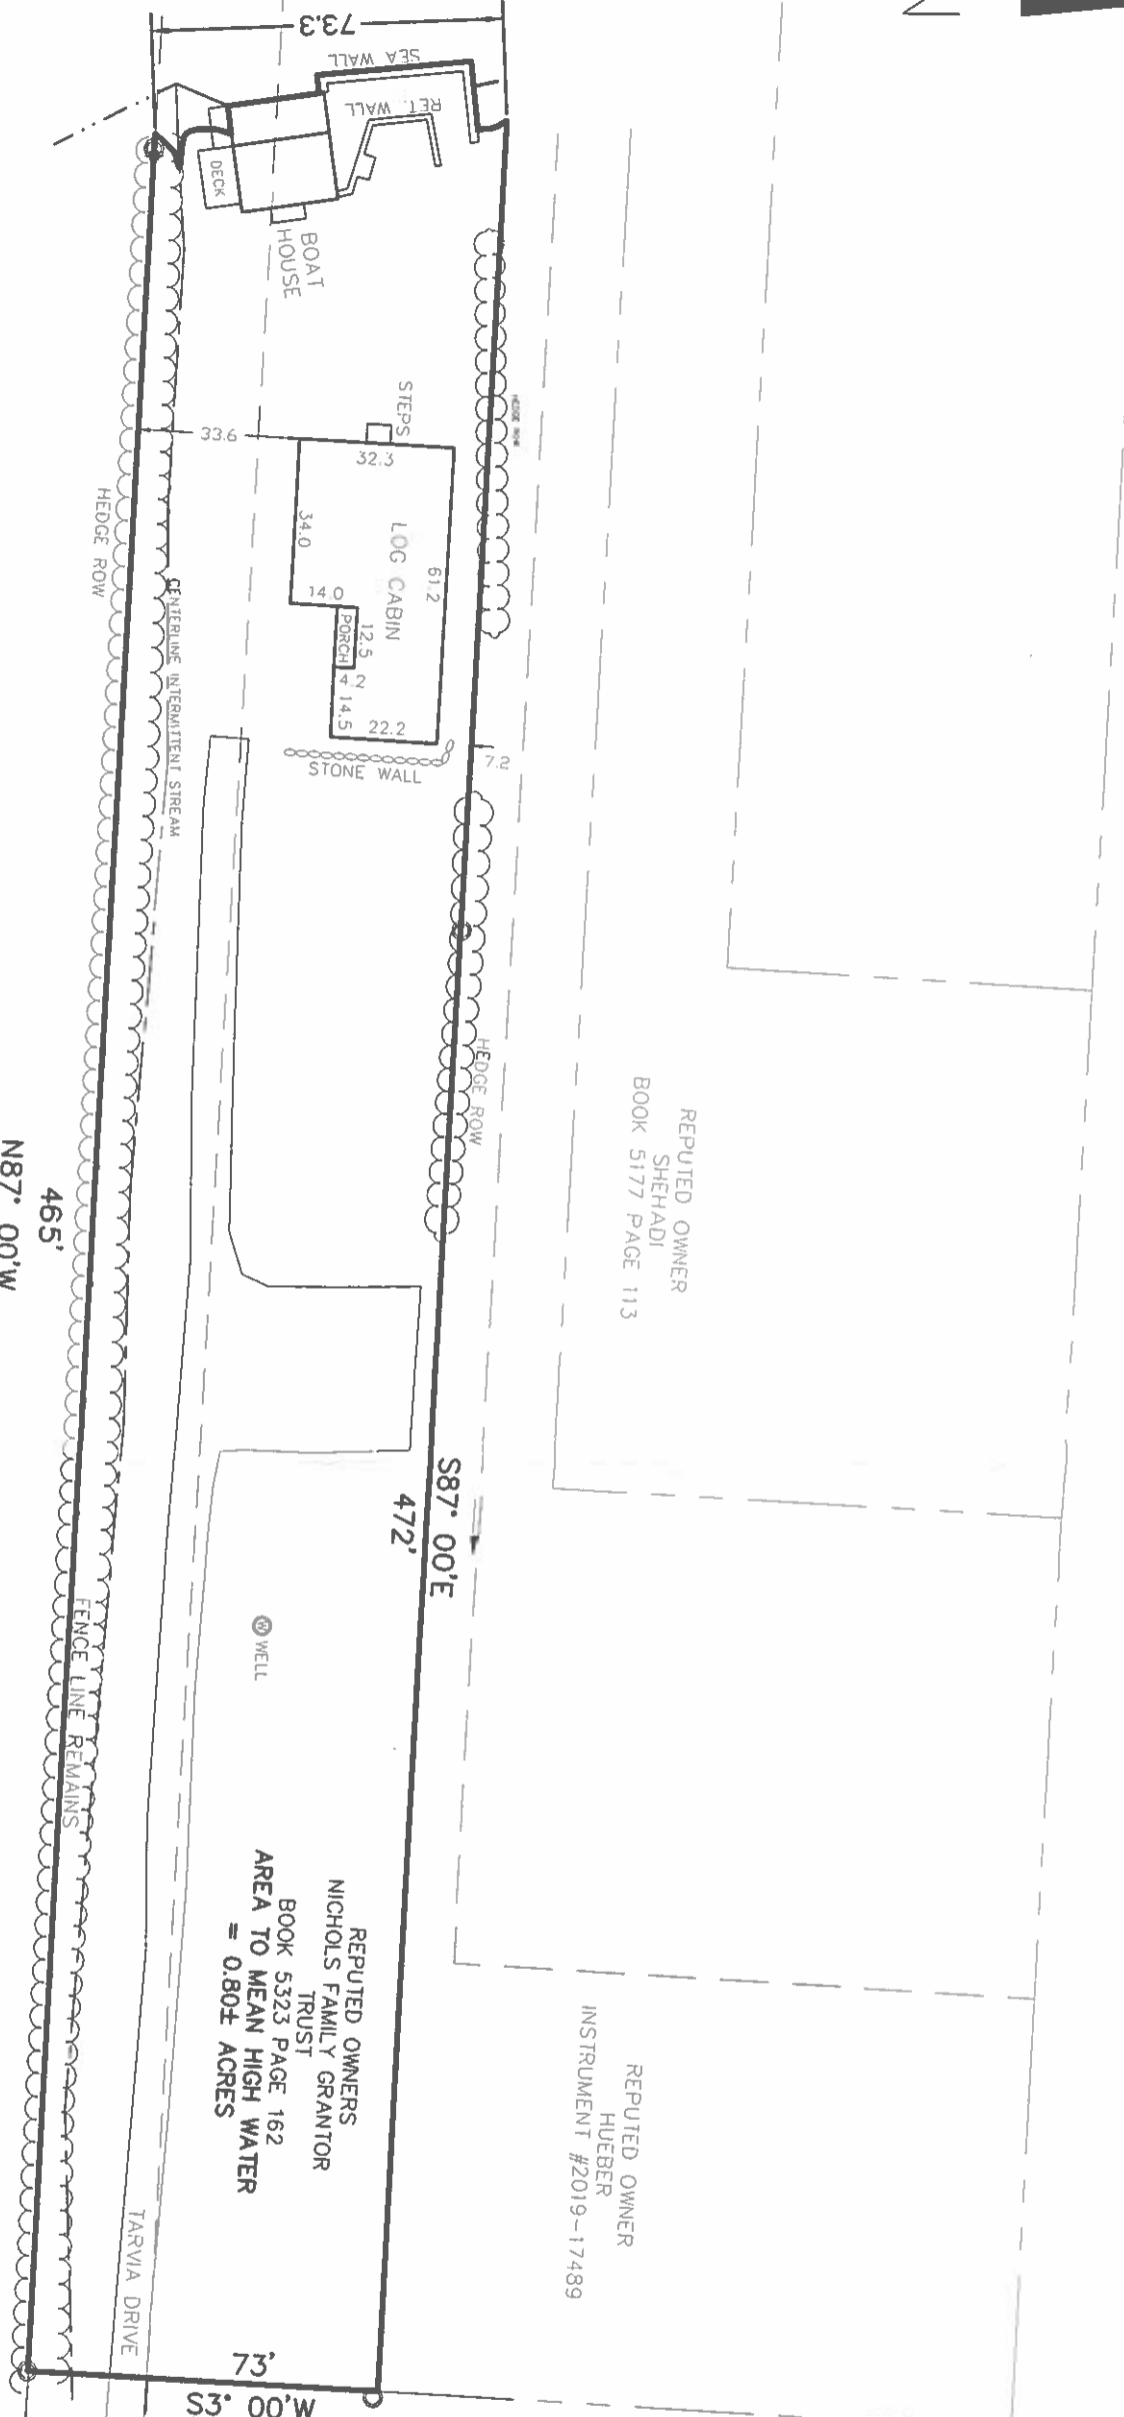 73.3
SEA WALL
RET. WALL
DECK
BOAT
HOUSE
HEDGE ROW
STEPS
33.6
32.3
34.0
LOG CABIN
61.2
14.0
PORCH
12.5
4.2
14.5
22.2
STONE WALL
7.2
HEDGE ROW
CENTERLINE INTERMITTENT STREAM
HEDGE ROW
REPUTED OWNER
SHEHADI
BOOK 5177 PAGE 113
465'
N87° 00'W
S87° 00'E
472'
W WELL
FENCE LINE REMAINS
REPUTED OWNERS
NICHOLS FAMILY GRANTOR
TRUST
BOOK 5323 PAGE 162
AREA TO MEAN HIGH WATER
= 0.80± ACRES
REPUTED OWNER
HUEBER
INSTRUMENT #2019-17489
TARVIA DRIVE
73'
S3° 00'W